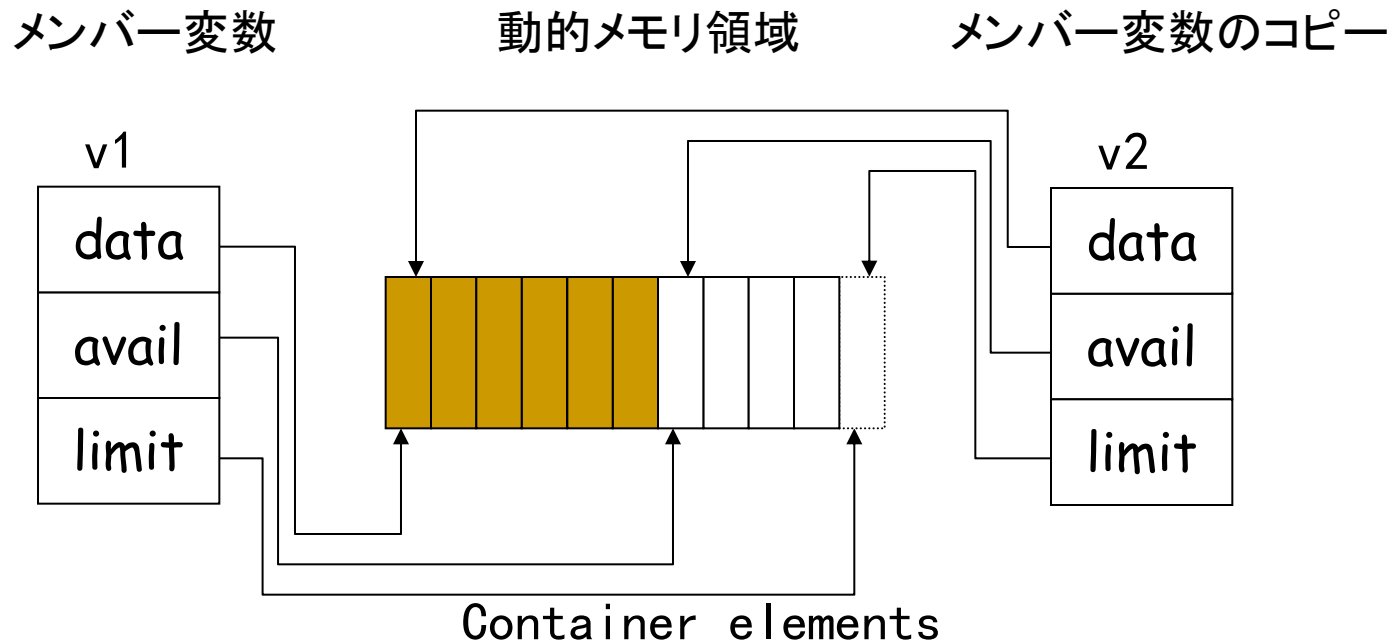 メンバー変数
動的メモリ領域
メンバー変数のコピー
v1
data
avail
limit
v2
data
avail
limit
Container elements